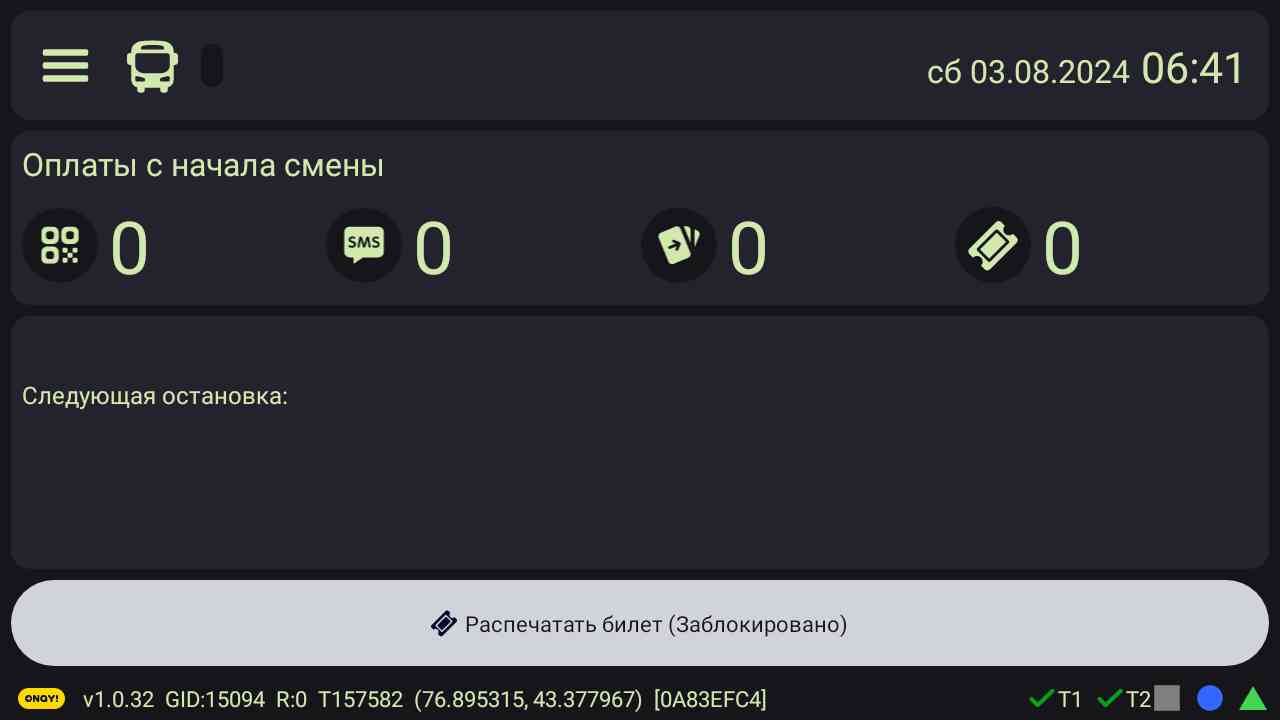 сб 03.08.2024 06:41
Оплаты с начала смены
0 SMS 0 0 0
Следующая остановка:
Распечатать билет (Заблокировано)
ONAY! v1.0.32 GID:15094 R:0 T157582 (76.895315, 43.377967) [0A83EFC4] T1 T2